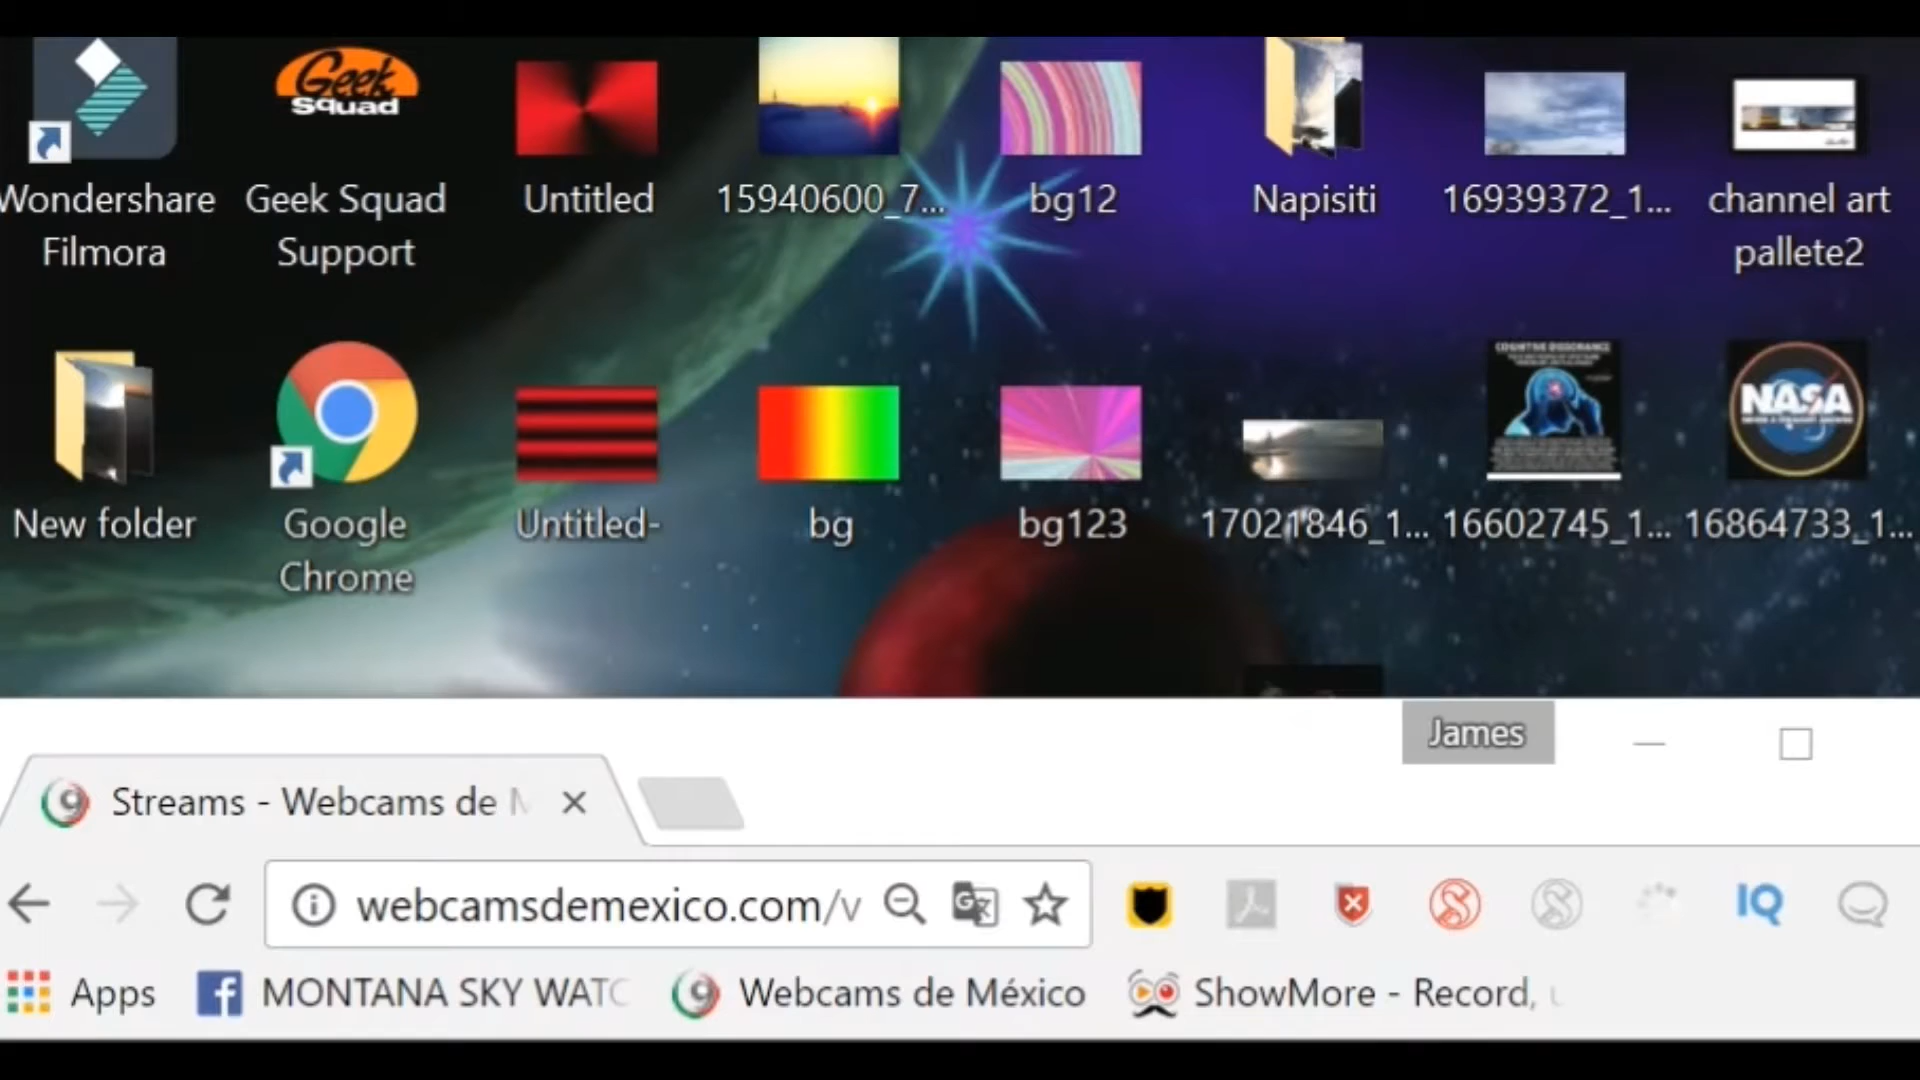 Geek
Squad
Wondershare
Filmora
Geek Squad
Support
Untitled
15940600_7...
bg12
Napisiti
16939372_1...
channel art
pallete2
COGNITIVE DISSONANCE
NASA
New folder
Google
Chrome
Untitled-
bg
bg123
17021846_1...
16602745_1...
16864733_1...
James
Streams - Webcams de M
webcamsdemexico.com/v
IQ
Apps
MONTANA SKY WATC
Webcams de México
ShowMore - Record,